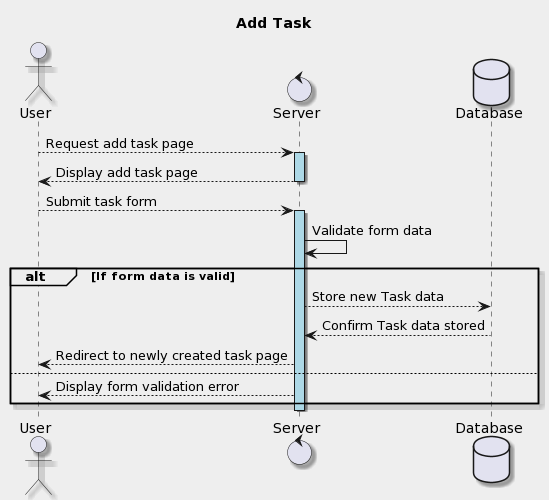 Add Task
User
Server
Database
Request add task page
Display add task page
Submit task form
Validate form data
alt [If form data is valid]
Store new Task data
Confirm Task data stored
Redirect to newly created task page
Display form validation error
User
Server
Database